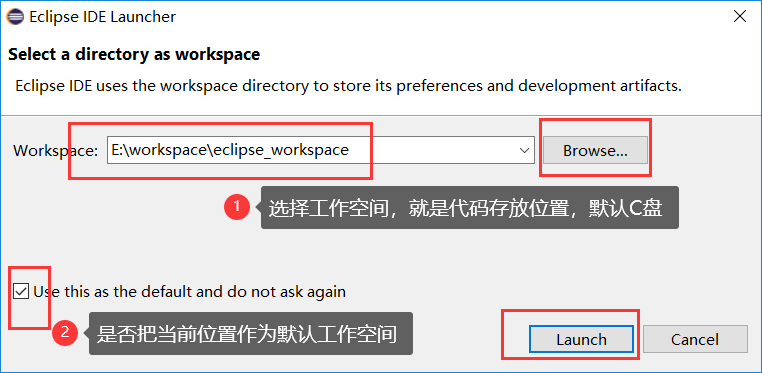 Eclipse IDE Launcher
Select a directory as workspace
Eclipse IDE uses the workspace directory to store its preferences and development artifacts.
Workspace: E:\workspace\eclipse_workspace Browse...
1 选择工作空间，就是代码存放位置，默认C盘
Use this as the default and do not ask again
2 是否把当前位置作为默认工作空间
Launch Cancel